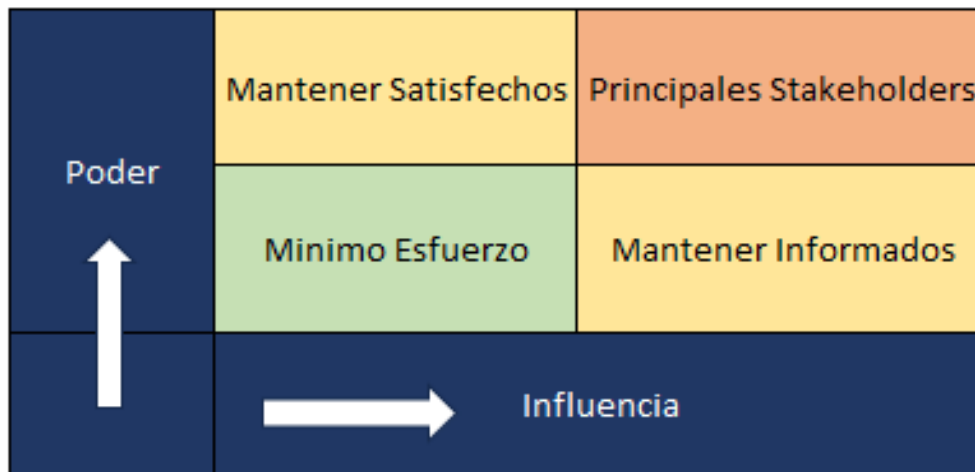 Mantener Satisfechos
Principales Stakeholders
Poder
Minimo Esfuerzo
Mantener Informados
Influencia